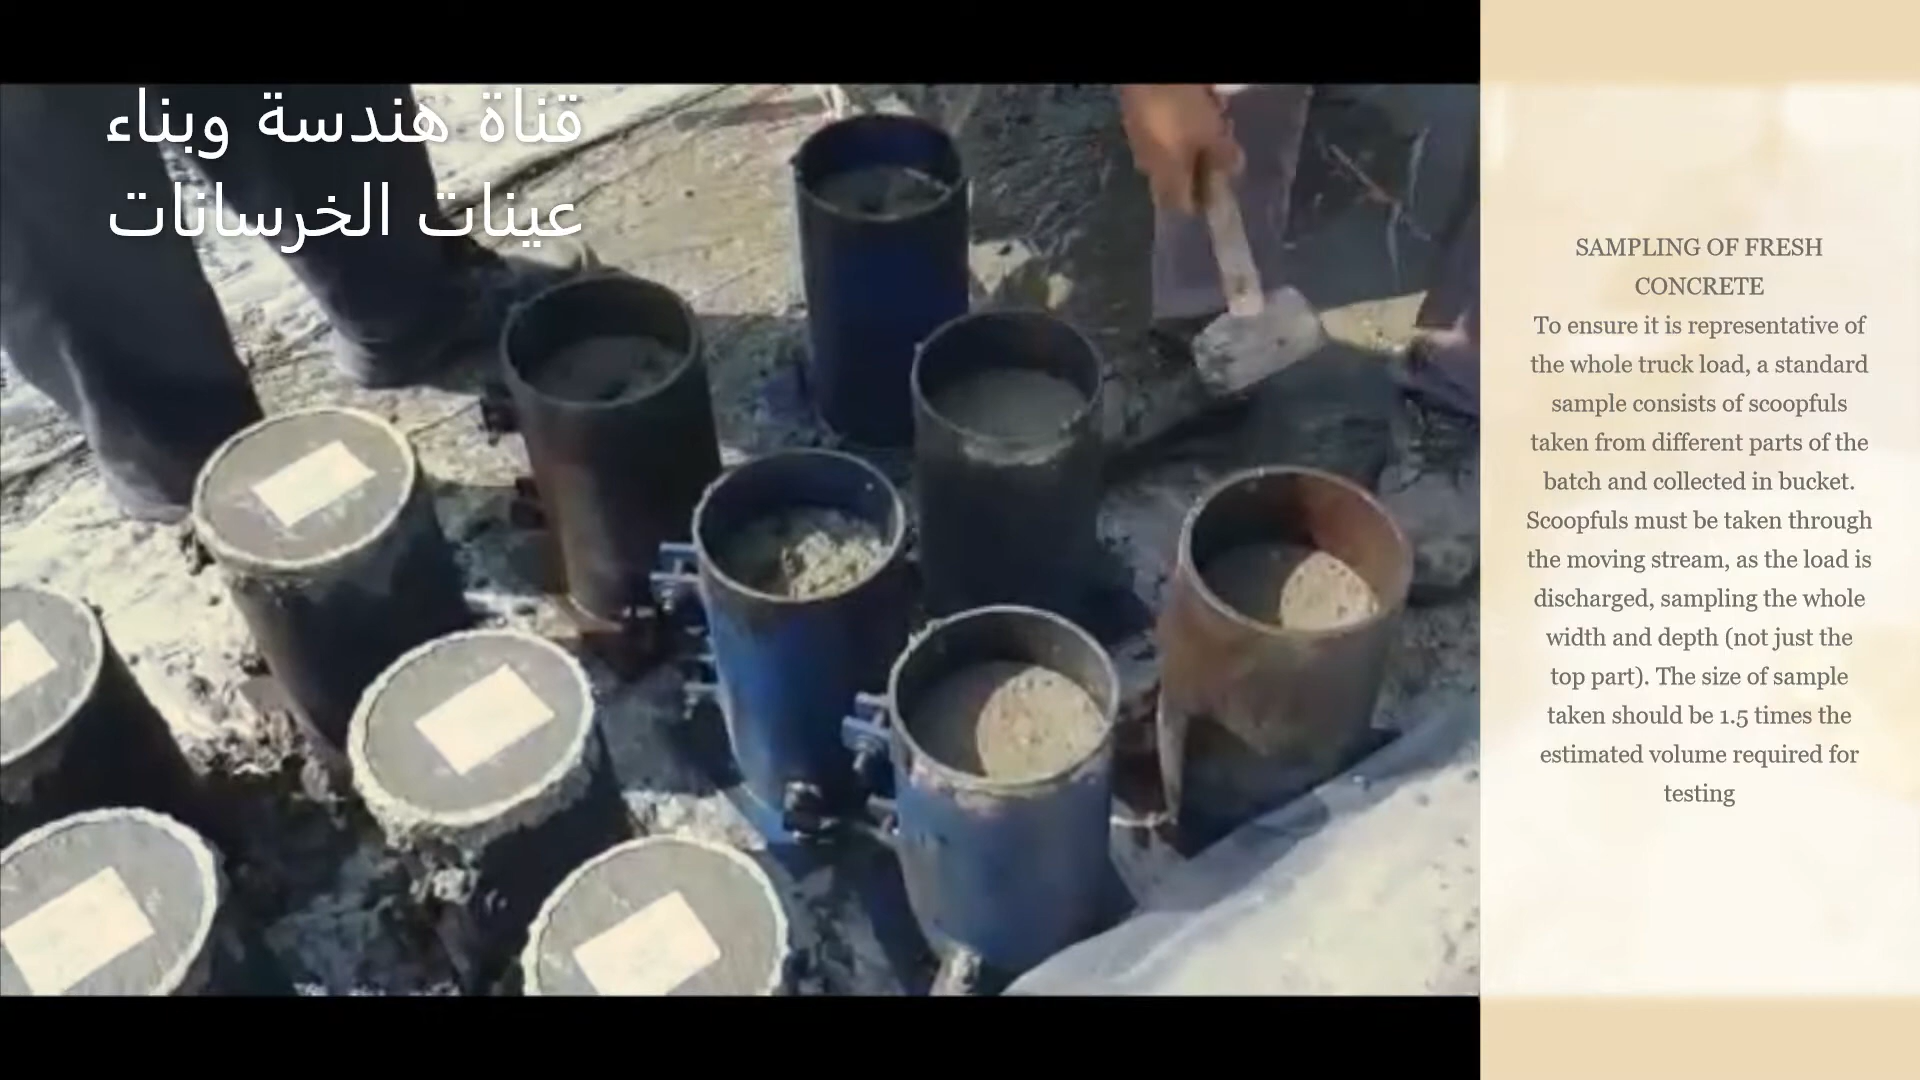 قناة هندسة وبناء
عينات الخرسانات
SAMPLING OF FRESH
CONCRETE
To ensure it is representative of
the whole truck load, a standard
sample consists of scoopfuls
taken from different parts of the
batch and collected in bucket.
Scoopfuls must be taken through
the moving stream, as the load is
discharged, sampling the whole
width and depth (not just the
top part). The size of sample
taken should be 1.5 times the
estimated volume required for
testing